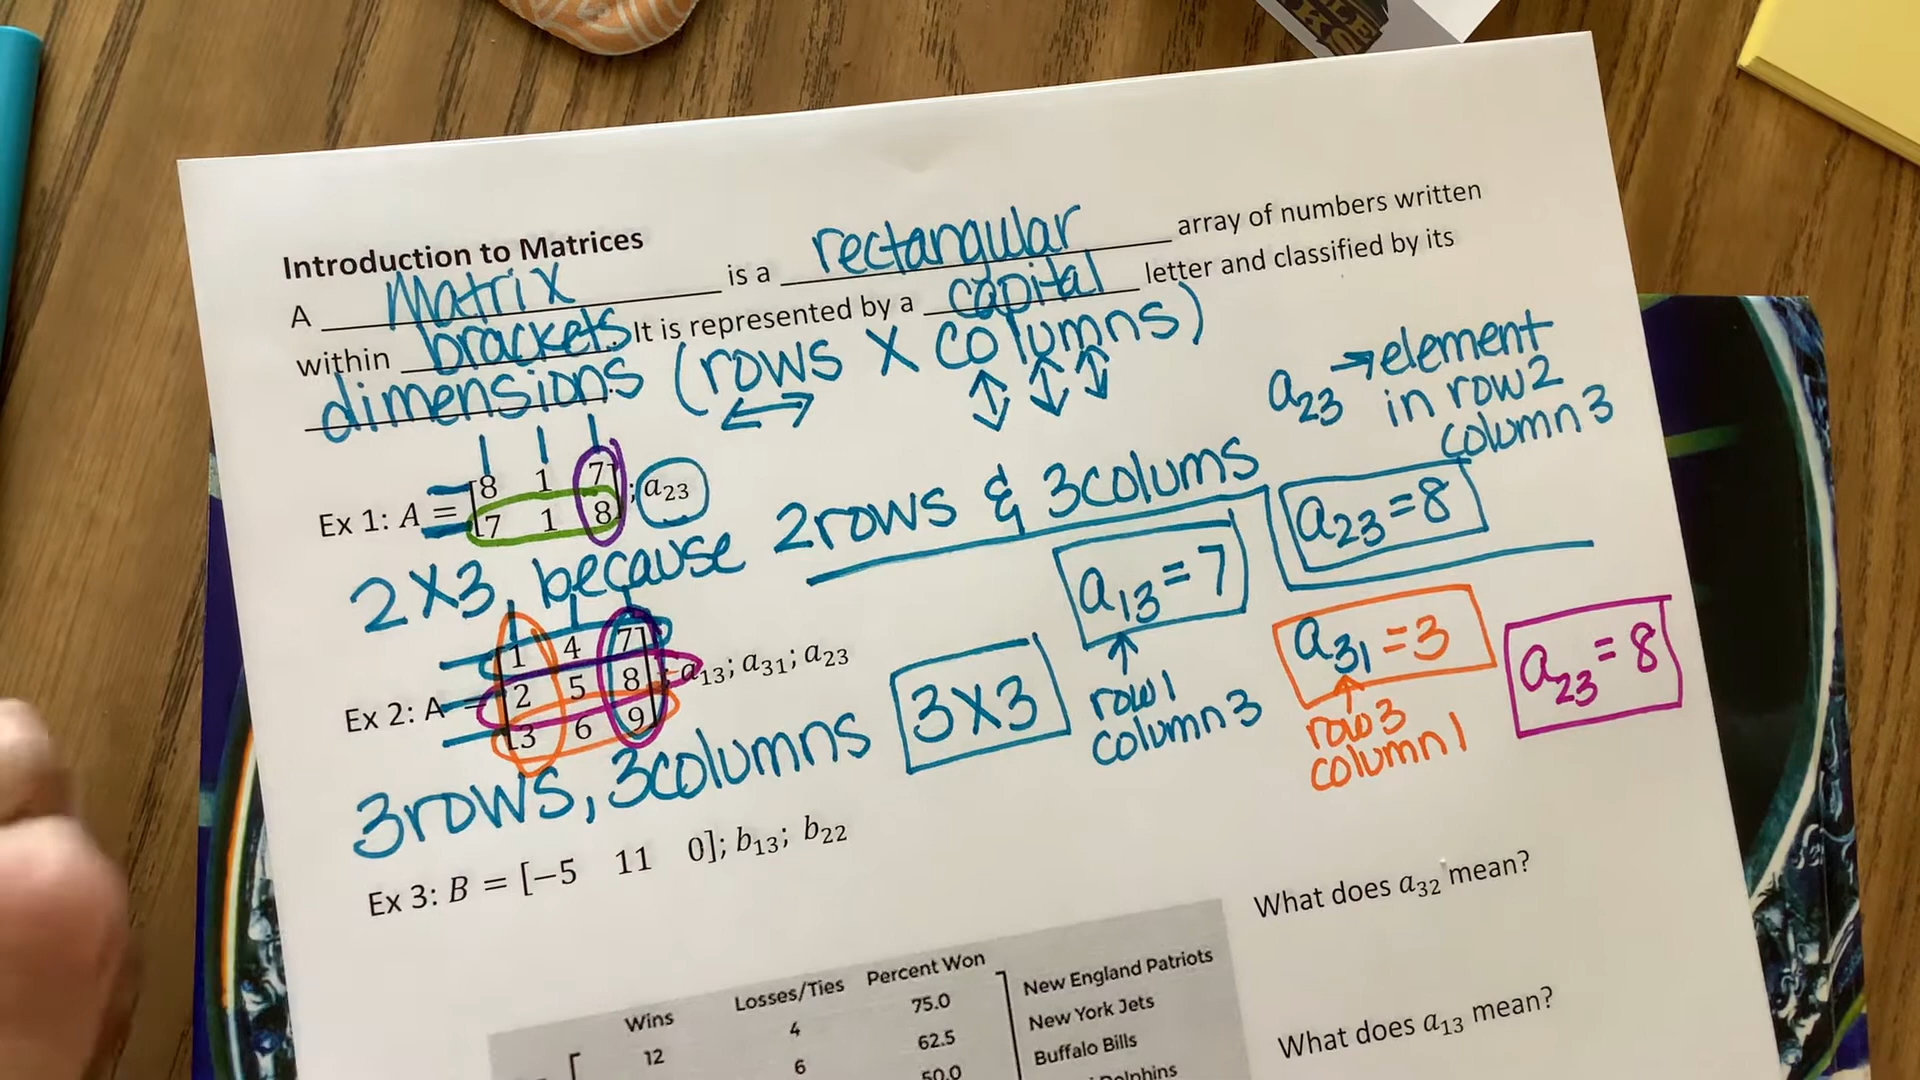 Introduction to Matrices
A Matrix is a rectangular array of numbers written
within brackets. It is represented by a capital letter and classified by its
dimensions (rows X columns)
a23 → element
in row 2
column 3
Ex 1: A = [8 1 7
7 1 8]; a23
2X3, because 2rows & 3colums
a23 = 8
Ex 2: A = [1 4 7
2 5 8
3 6 9]; a13; a31; a23
3rows, 3columns
3X3
a13 = 7
row 1
column 3
a31 = 3
row 3
column 1
a23 = 8
Ex 3: B = [−5 11 0]; b13; b22
What does a32 mean?
What does a13 mean?
Wins Losses/Ties Percent Won
12 4 75.0 New England Patriots
6 62.5 New York Jets
50.0 Buffalo Bills
Dolphins